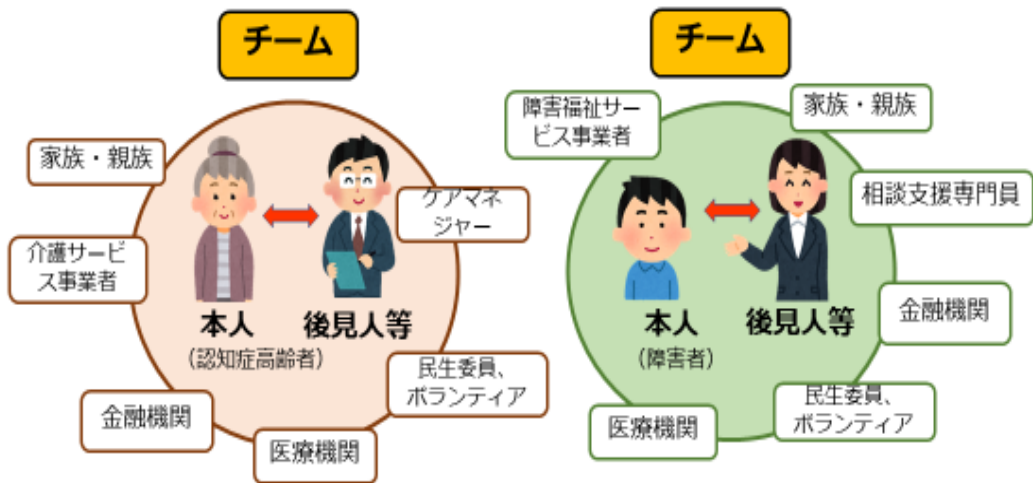 チーム
家族・親族
介護サービ
ス事業者
ケアマネ
ジャー
本人
(認知症高齢者)
後見人等
民生委員、
ボランティア
金融機関
医療機関
チーム
障害福祉サー
ビス事業者
家族・親族
相談支援専門員
金融機関
本人
(障害者)
後見人等
民生委員、
ボランティア
医療機関